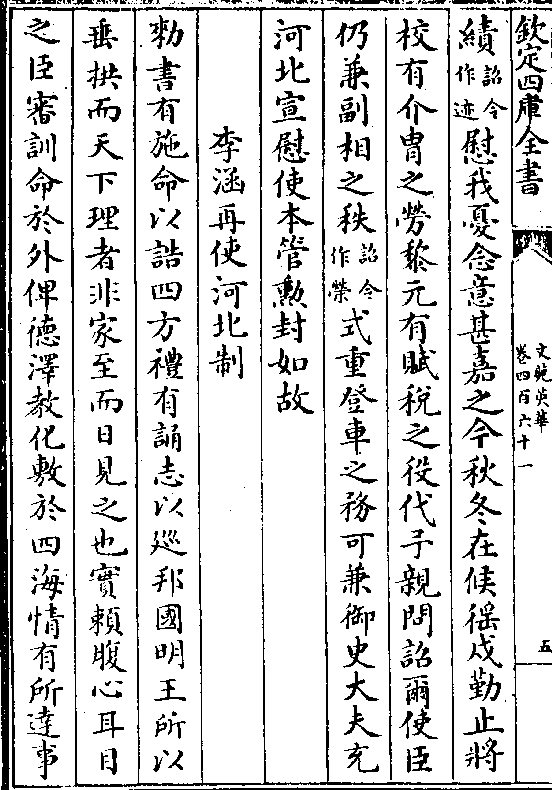 欽定四庫全書
文苑英華
卷四百六十一
五
績詔令作迹慰我憂念意甚嘉之今秋冬在候徭戍勤止將
校有介胄之勞黎元有賦稅之役代予親問詔爾使臣
仍兼副相之秩詔令作榮式重登車之務可兼御史大夫充
河北宣慰使本管勲封如故
李涵再使河北制
勑書有施命以誥四方禮有誦志以廵邦國明王所以
垂拱而天下理者非家至而日見之也實賴腹心耳目
之臣審訓命於外俾德澤教化敷於四海情有所達事